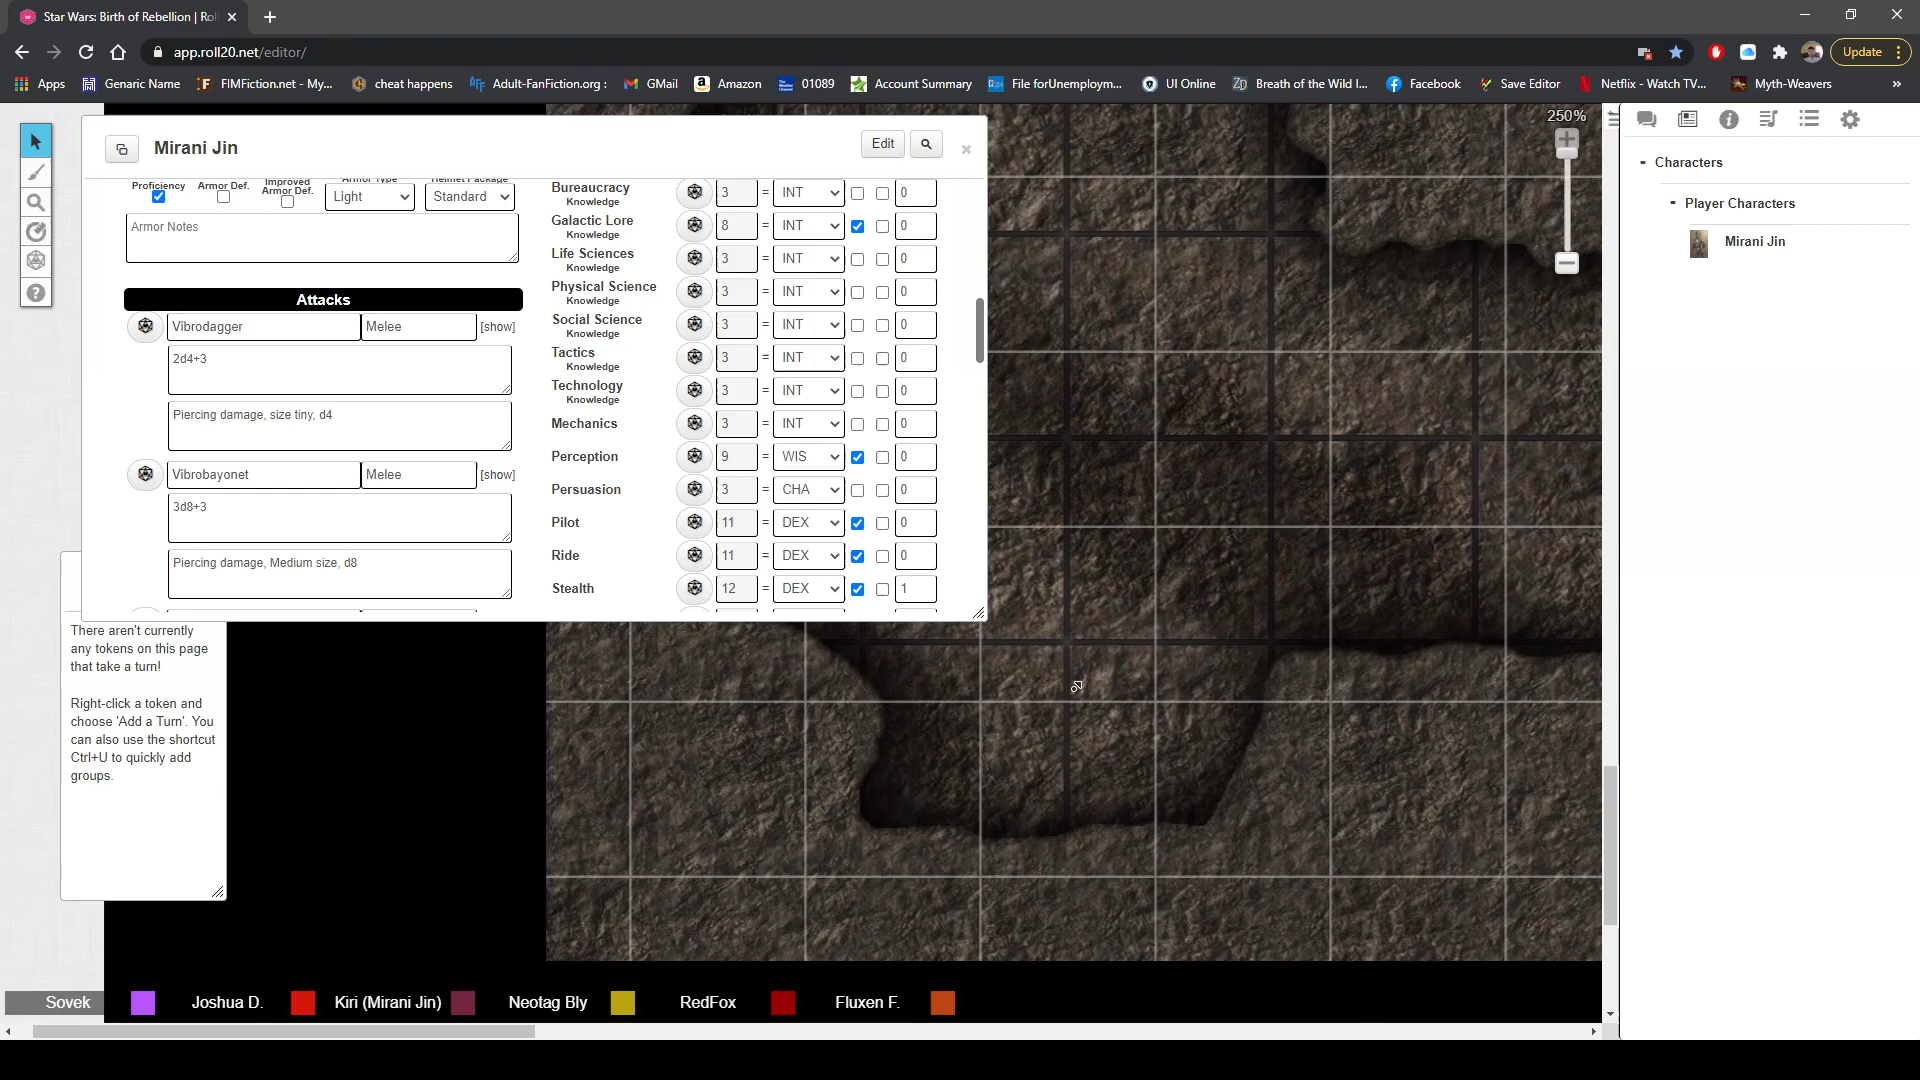 Star Wars: Birth of Rebellion | Rol
app.roll20.net/editor/
Update
Apps
Genaric Name
FIMFiction.net - My...
cheat happens
Adult-FanFiction.org :
GMail
Amazon
01089
Account Summary
File forUnemploym...
UI Online
Breath of the Wild I...
Facebook
Save Editor
Netflix - Watch TV...
Myth-Weavers
»
Mirani Jin
Edit
250%
Proficiency
Armor Def.
Improved
Armor Def.
Armor Type
Helmet Package
Light
Standard
Armor Notes
Attacks
Vibrodagger
Melee
[show]
2d4+3
Piercing damage, size tiny, d4
Vibrobayonet
Melee
[show]
3d8+3
Piercing damage, Medium size, d8
Bureaucracy
Knowledge
3 = INT 0
Galactic Lore
Knowledge
8 = INT 0
Life Sciences
Knowledge
3 = INT 0
Physical Science
Knowledge
3 = INT 0
Social Science
Knowledge
3 = INT 0
Tactics
Knowledge
3 = INT 0
Technology
Knowledge
3 = INT 0
Mechanics 3 = INT 0
Perception 9 = WIS 0
Persuasion 3 = CHA 0
Pilot 11 = DEX 0
Ride 11 = DEX 0
Stealth 12 = DEX 1
There aren't currently
any tokens on this page
that take a turn!
Right-click a token and
choose 'Add a Turn'. You
can also use the shortcut
Ctrl+U to quickly add
groups.
Characters
Player Characters
Mirani Jin
Sovek
Joshua D.
Kiri (Mirani Jin)
Neotag Bly
RedFox
Fluxen F.